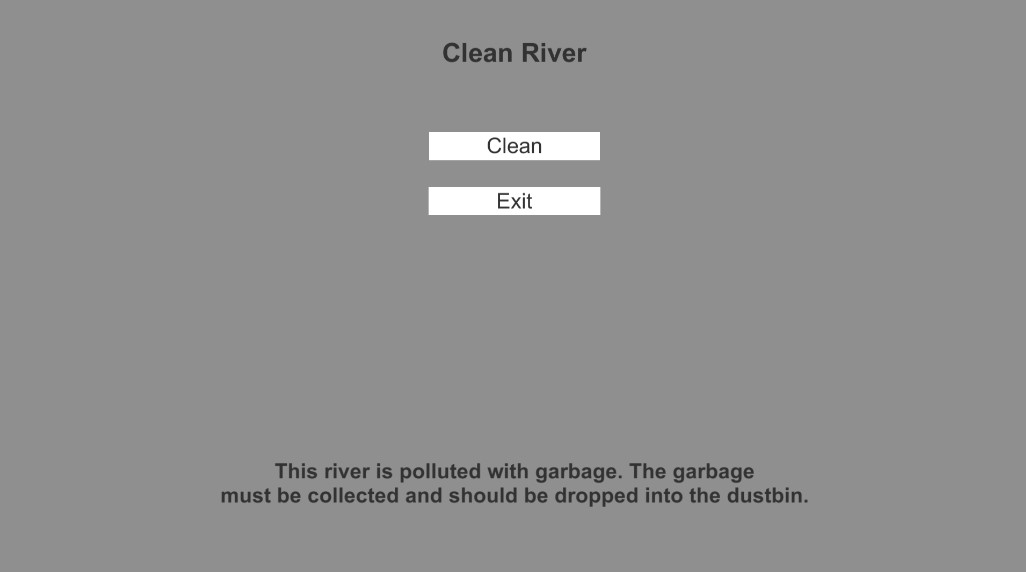 Clean River
Clean
Exit
This river is polluted with garbage. The garbage
must be collected and should be dropped into the dustbin.